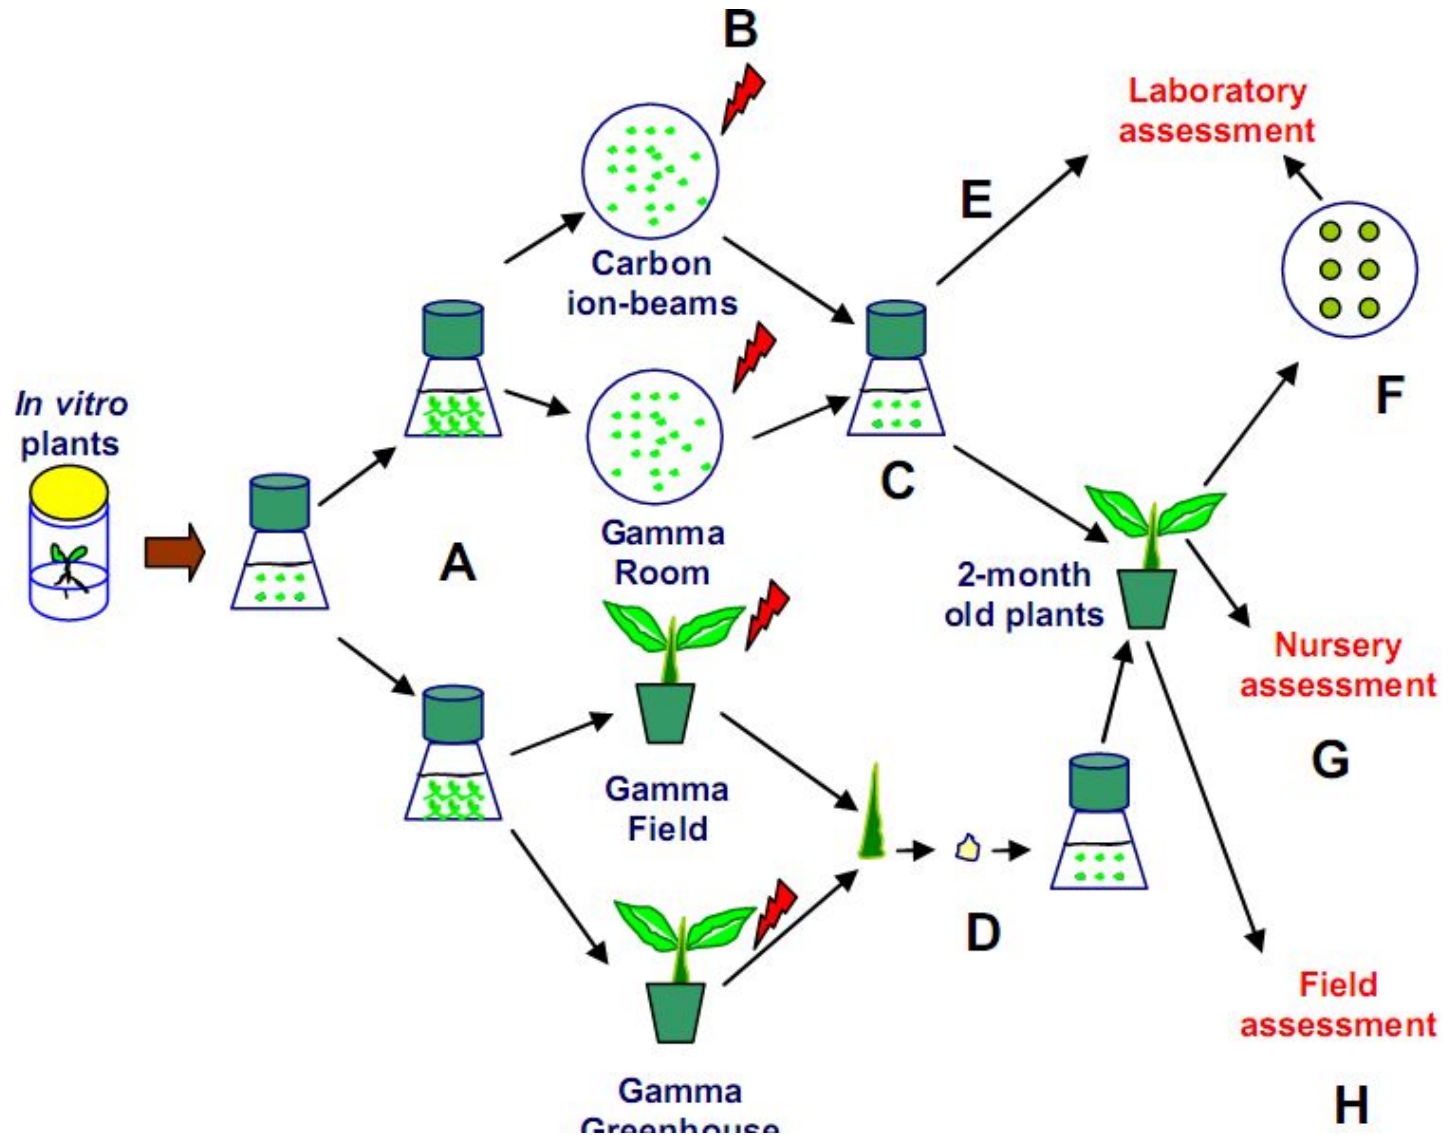 B
Laboratory
assessment
E
Carbon
ion-beams
In vitro
plants
F
C
A
Gamma
Room
2-month
old plants
Nursery
assessment
G
Gamma
Field
D
Field
assessment
Gamma
Greenhouse
H